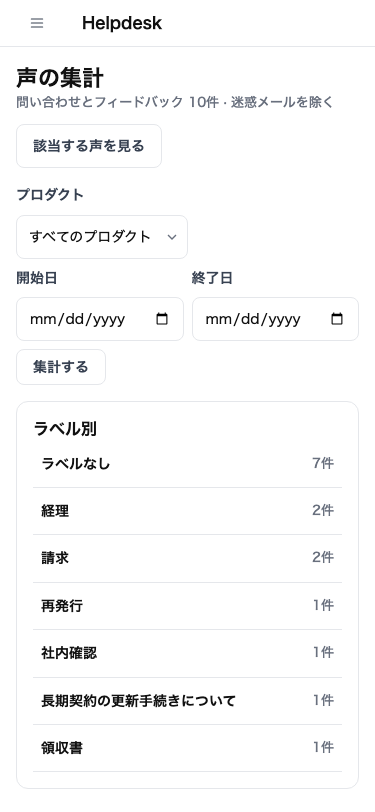 Helpdesk
声の集計
問い合わせとフィードバック 10件 · 迷惑メールを除く
該当する声を見る
プロダクト
すべてのプロダクト
開始日 終了日
mm/dd/yyyy mm/dd/yyyy
集計する
ラベル別
ラベルなし 7件
経理 2件
請求 2件
再発行 1件
社内確認 1件
長期契約の更新手続きについて 1件
領収書 1件